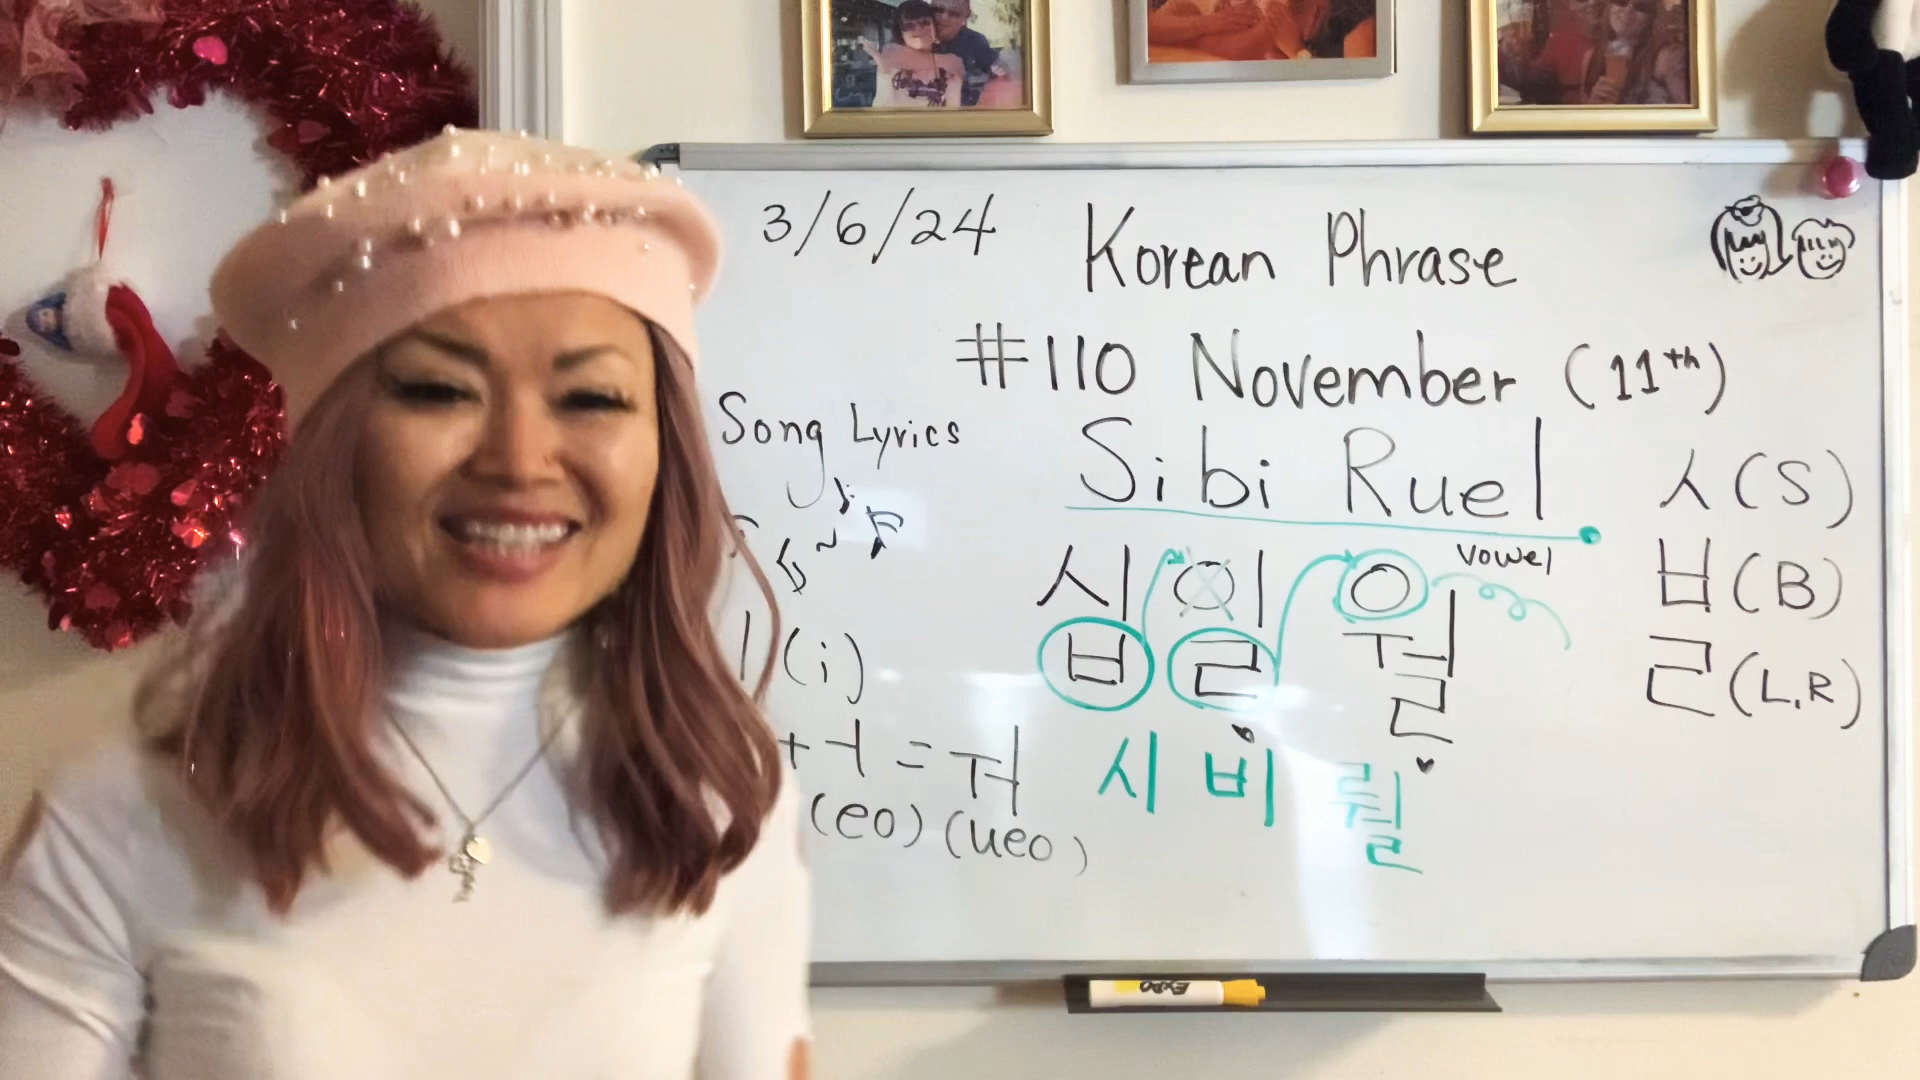 3/6/24 Korean Phrase
#110 November (11th)
Song Lyrics
Sibi Ruel
십일월
vowel
ㅅ(S)
ㅂ(B)
ㄹ(L,R)
ㅣ(i)
+ㅓ=ㅝ
(eo)(ueo)
시비뤌
EXPO